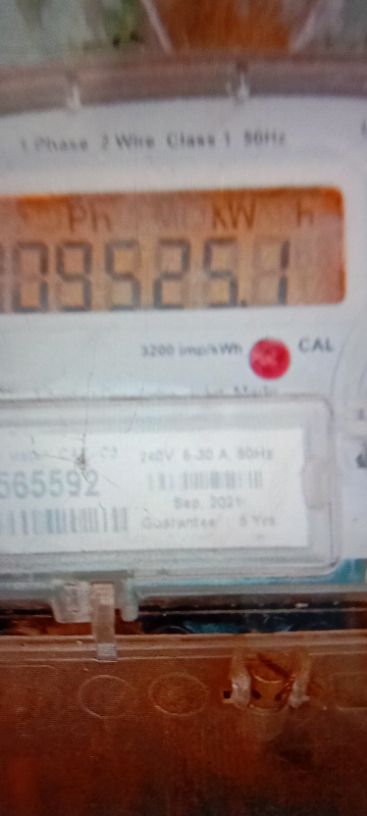 1 Phase 2 Wire Class 1 50Hz
Ph kW h
09525.1
3200 imp/kWh CAL
240V 5-30 A, 50Hz
565592
Sep. 2021
Guarantee 5 Yrs